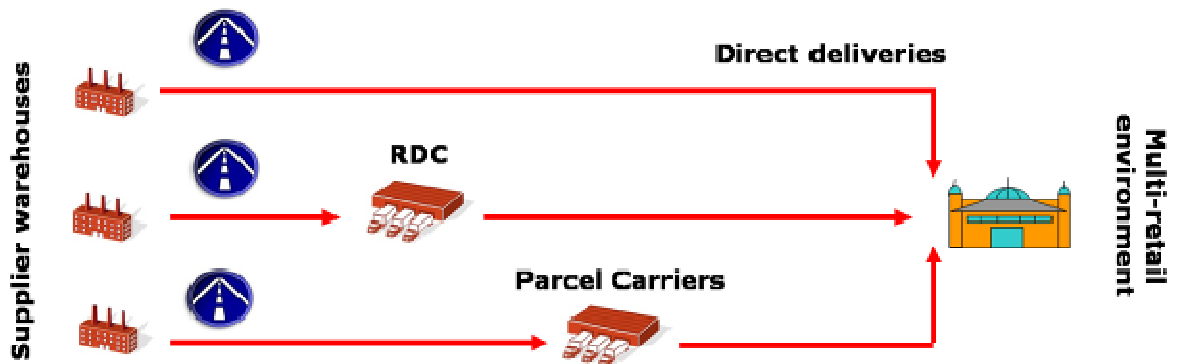 Supplier warehouses
Direct deliveries
RDC
Parcel Carriers
Multi-retail
environment